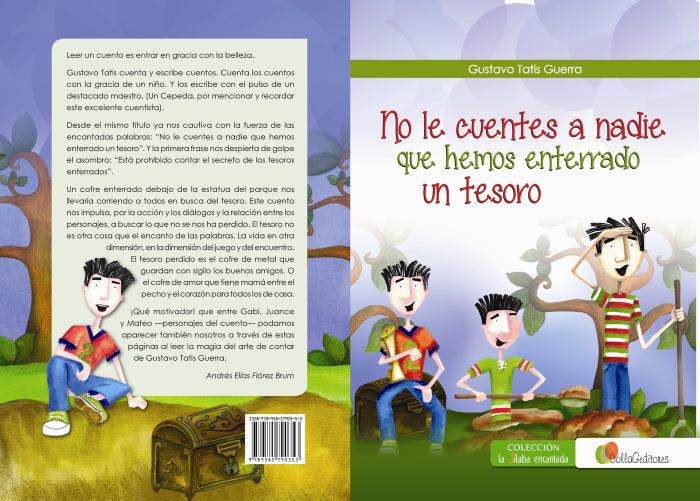 Leer un cuento es entrar en gracia con la belleza.
Gustavo Tatis cuenta y escribe cuentos. Cuenta los cuentos
con la gracia de un niño. Y los escribe con el pulso de un
destacado maestro. (Un Cepeda, por mencionar y recordar
este excelente cuentista).
Desde el mismo título ya nos cautiva con la fuerza de las
encantadas palabras: “No le cuentes a nadie que hemos
enterrado un tesoro”. Y la primera frase nos despierta de golpe
el asombro: “Está prohibido contar el secreto de los tesoros
enterrados”.
Un cofre enterrado debajo de la estatua del parque nos
llevaría corriendo a todos en busca del tesoro. Este cuento
nos impulsa, por la acción y los diálogos y la relación entre los
personajes, a buscar lo que no se nos ha perdido. El tesoro no
es otra cosa que el encanto de las palabras. La vida en otra
dimensión, en la dimensión del juego y del encuentro.
El tesoro perdido es el cofre de metal que
guardan con sigilo los buenos amigos. O
el cofre de amor que tiene mamá entre el
pecho y el corazón para todos los de casa.
¡Qué motivador! que entre Gabi, Juance
y Mateo —personajes del cuento— podamos
aparecer también nosotros a través de estas
páginas al leer la magia del arte de contar
de Gustavo Tatis Guerra.
Andrés Elías Flórez Brum
ISBN 978-958-57933-5-3
9 789585 793353
Gustavo Tatis Guerra
No le cuentes a nadie
que hemos enterrado
un tesoro
COLECCIÓN
la Sílaba encantada
CollaGeditores